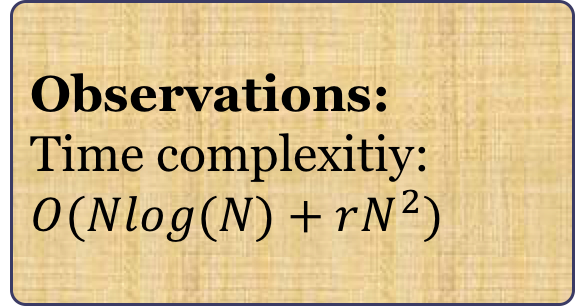 Observations:
Time complexitiy:
O(Nlog(N) + rN²)